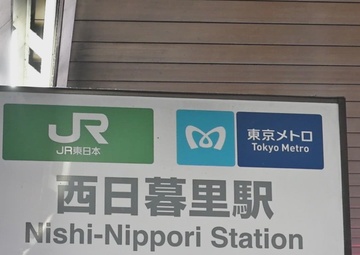 JR
JR東日本
東京メトロ
Tokyo Metro
西日暮里駅
Nishi-Nippori Station